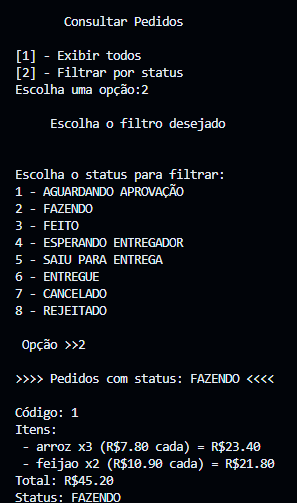 Consultar Pedidos
[1] - Exibir todos
[2] - Filtrar por status
Escolha uma opção:2
Escolha o filtro desejado
Escolha o status para filtrar:
1 - AGUARDANDO APROVAÇÃO
2 - FAZENDO
3 - FEITO
4 - ESPERANDO ENTREGADOR
5 - SAIU PARA ENTREGA
6 - ENTREGUE
7 - CANCELADO
8 - REJEITADO
Opção >>2
>>>> Pedidos com status: FAZENDO <<<<
Código: 1
Itens:
- arroz x3 (R$7.80 cada) = R$23.40
- feijao x2 (R$10.90 cada) = R$21.80
Total: R$45.20
Status: FAZENDO